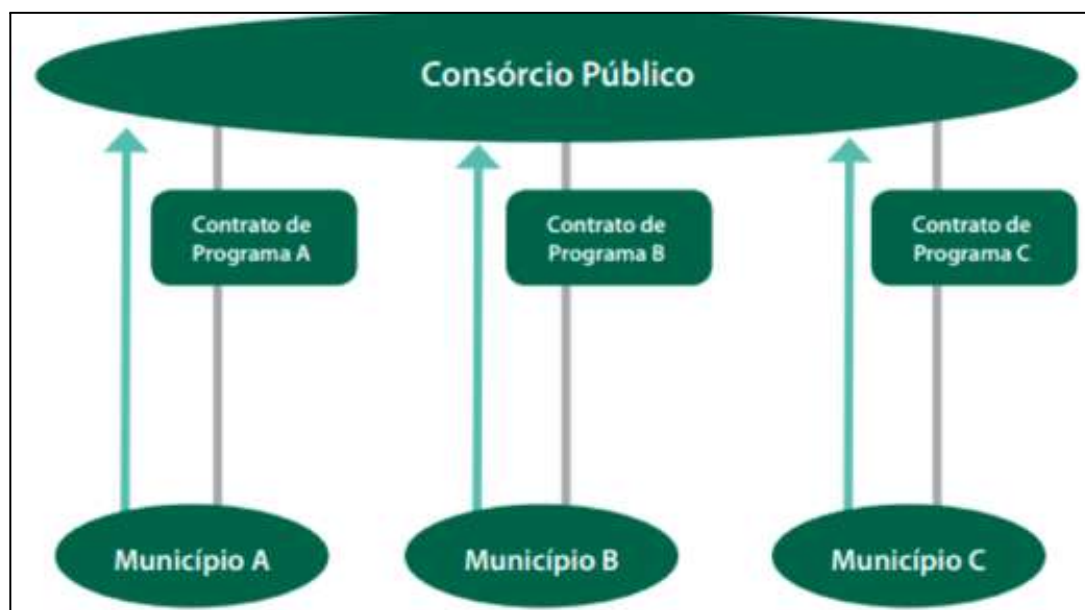 Consórcio Público
Contrato de
Programa A
Contrato de
Programa B
Contrato de
Programa C
Município A
Município B
Município C